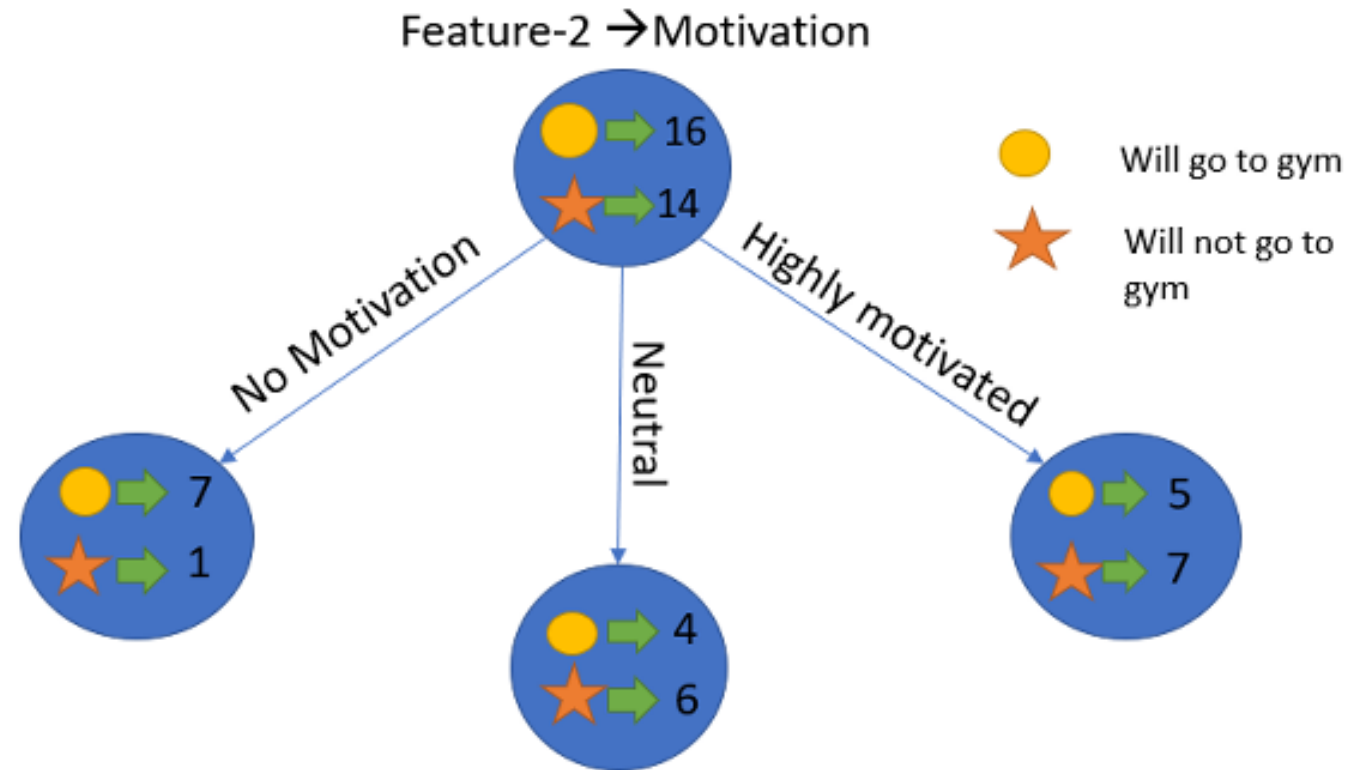 Feature-2 →Motivation
16
14
Will go to gym
Will not go to
gym
No Motivation
Neutral
Highly motivated
7
1
4
6
5
7